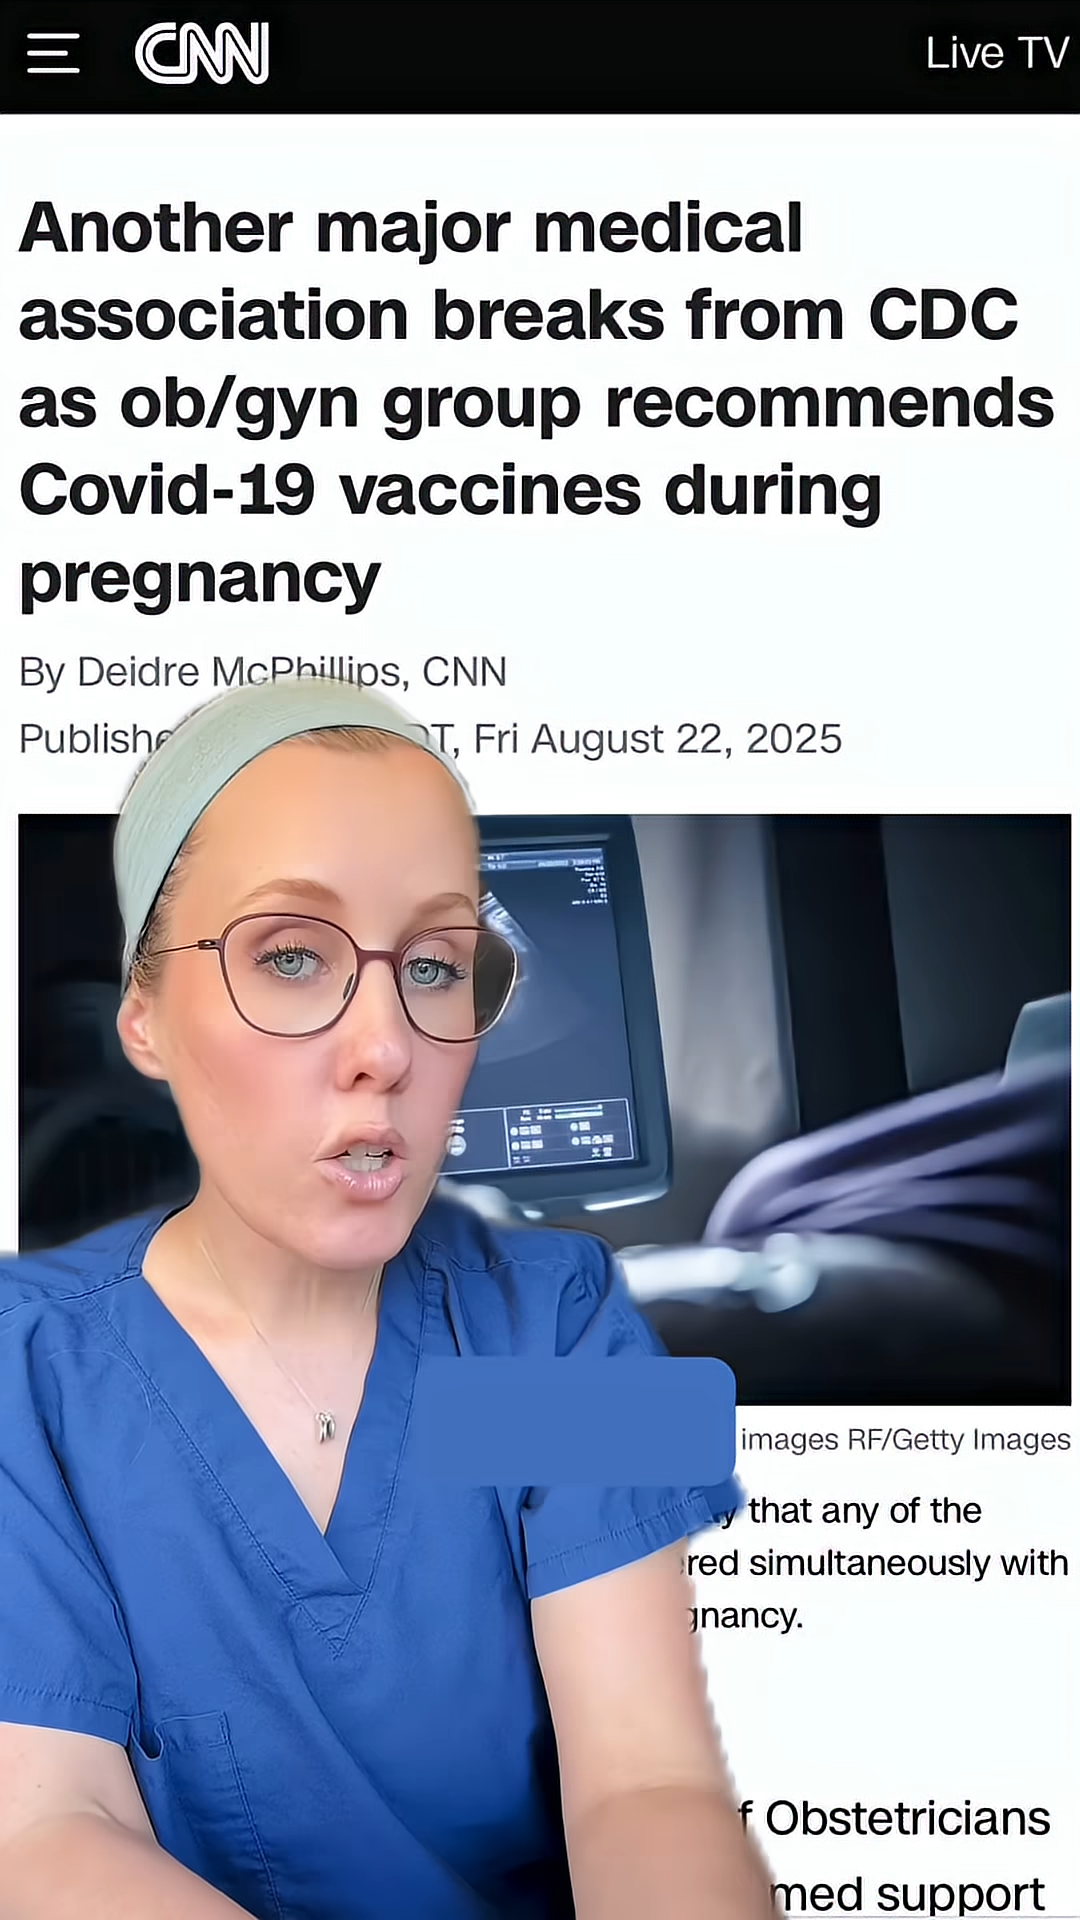 CNN
Live TV
Another major medical
association breaks from CDC
as ob/gyn group recommends
Covid-19 vaccines during
pregnancy
By Deidre McPhillips, CNN
Publishe T, Fri August 22, 2025
images RF/Getty Images
that any of the
red simultaneously with
gnancy.
f Obstetricians
med support